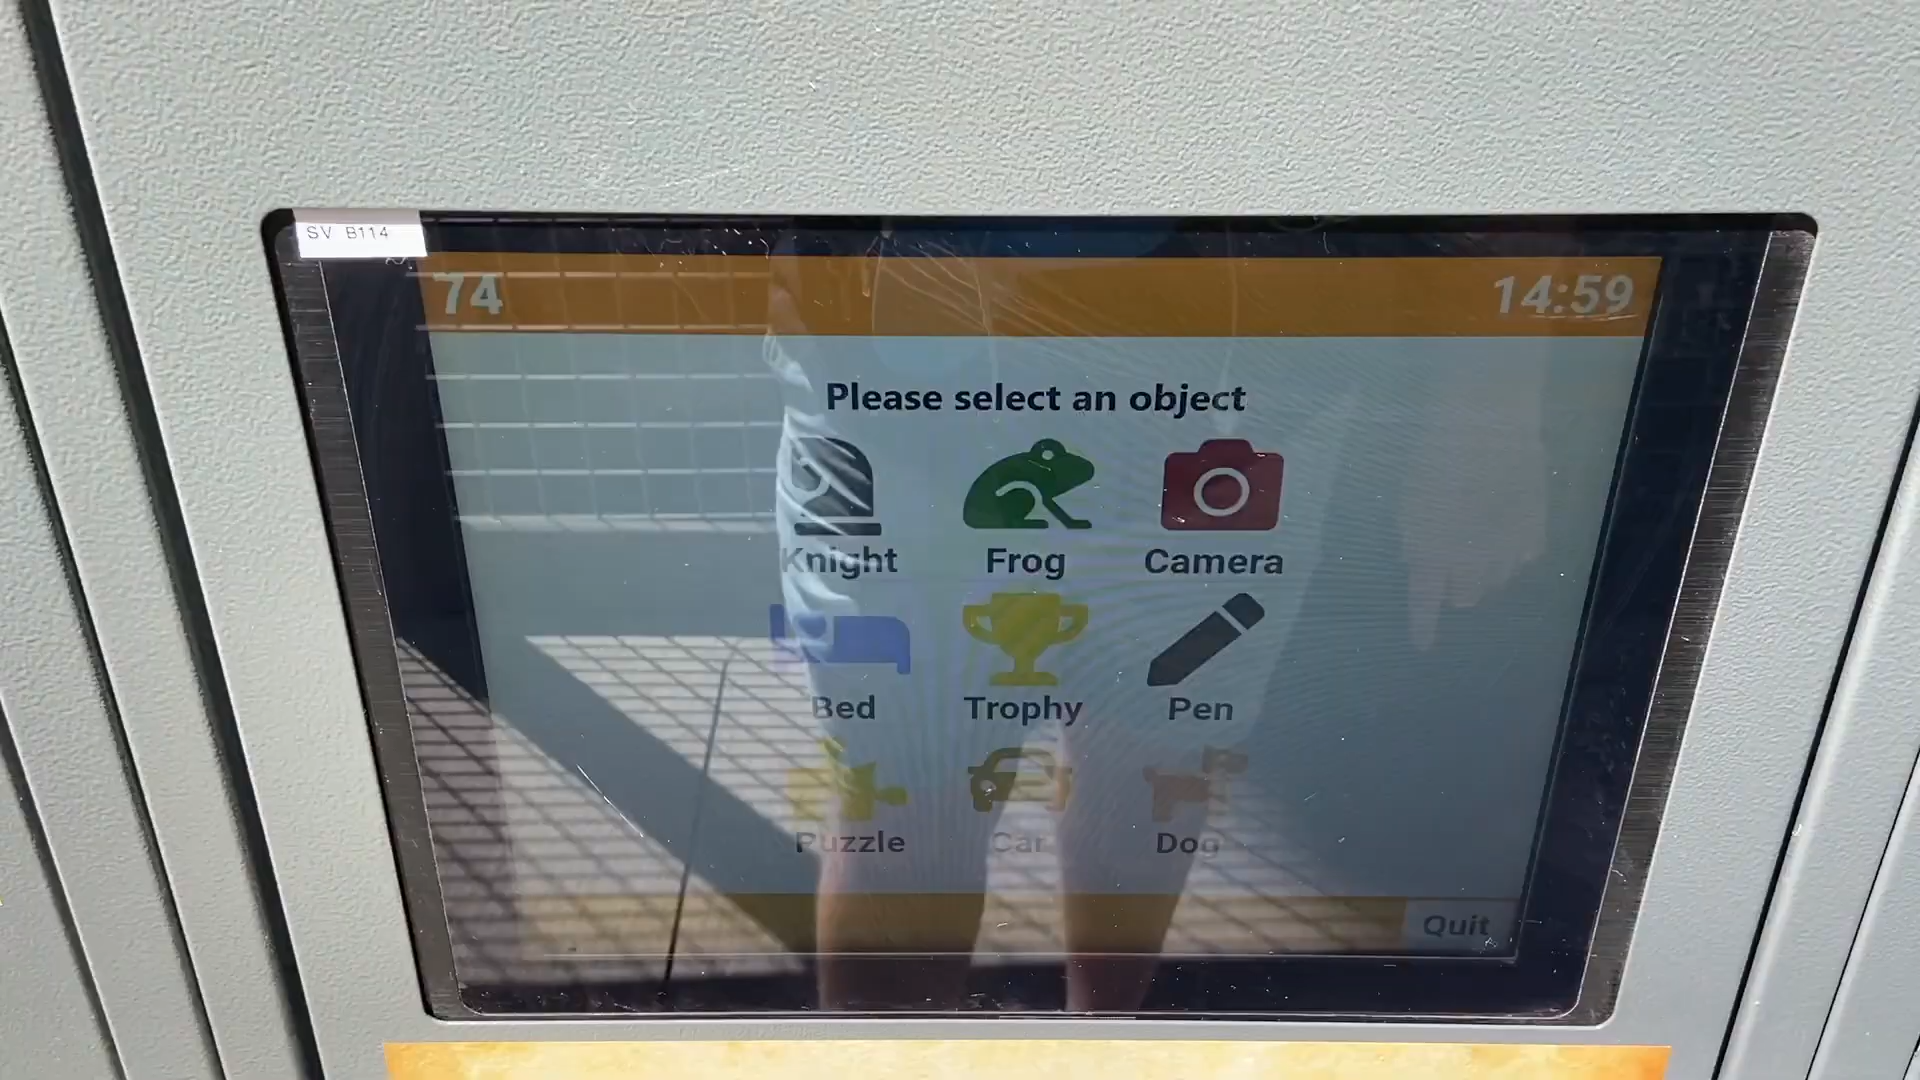 SV B114
74 14:59
Please select an object
Knight Frog Camera
Bed Trophy Pen
Puzzle Car Dog
Quit